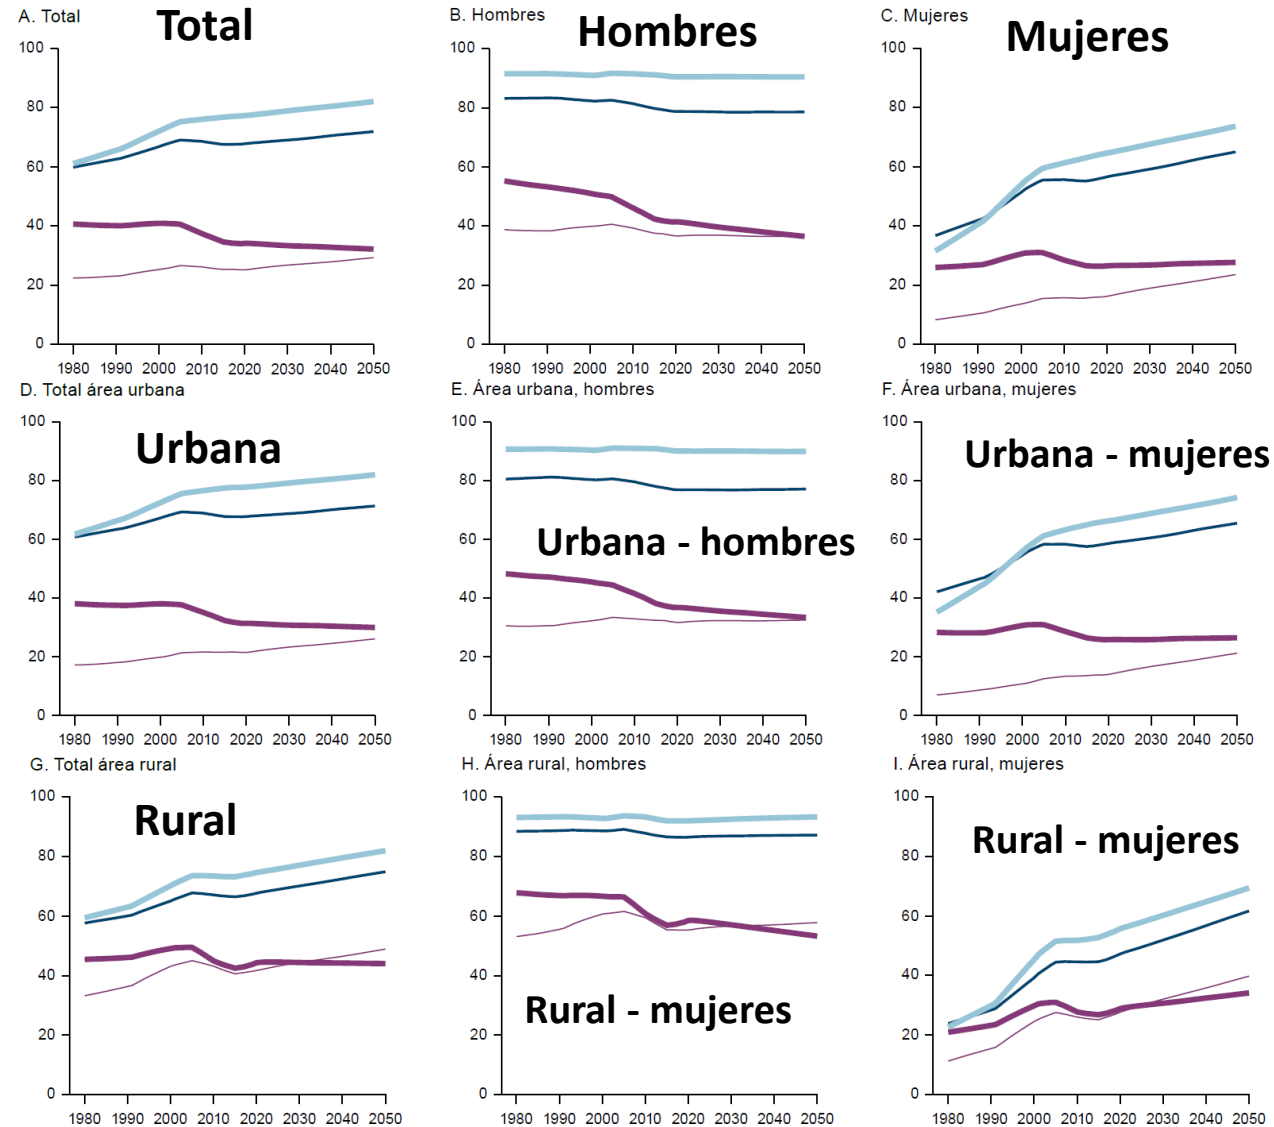 A. Total
Total
B. Hombres
Hombres
C. Mujeres
Mujeres
100
80
60
40
20
0
1980 1990 2000 2010 2020 2030 2040 2050
100
80
60
40
20
0
1980 1990 2000 2010 2020 2030 2040 2050
100
80
60
40
20
0
1980 1990 2000 2010 2020 2030 2040 2050
D. Total área urbana
Urbana
E. Área urbana, hombres
Urbana - hombres
F. Área urbana, mujeres
Urbana - mujeres
100
80
60
40
20
0
1980 1990 2000 2010 2020 2030 2040 2050
100
80
60
40
20
0
1980 1990 2000 2010 2020 2030 2040 2050
100
80
60
40
20
0
1980 1990 2000 2010 2020 2030 2040 2050
G. Total área rural
Rural
H. Área rural, hombres
Rural - mujeres
I. Área rural, mujeres
Rural - mujeres
100
80
60
40
20
0
1980 1990 2000 2010 2020 2030 2040 2050
100
80
60
40
20
0
1980 1990 2000 2010 2020 2030 2040 2050
100
80
60
40
20
0
1980 1990 2000 2010 2020 2030 2040 2050